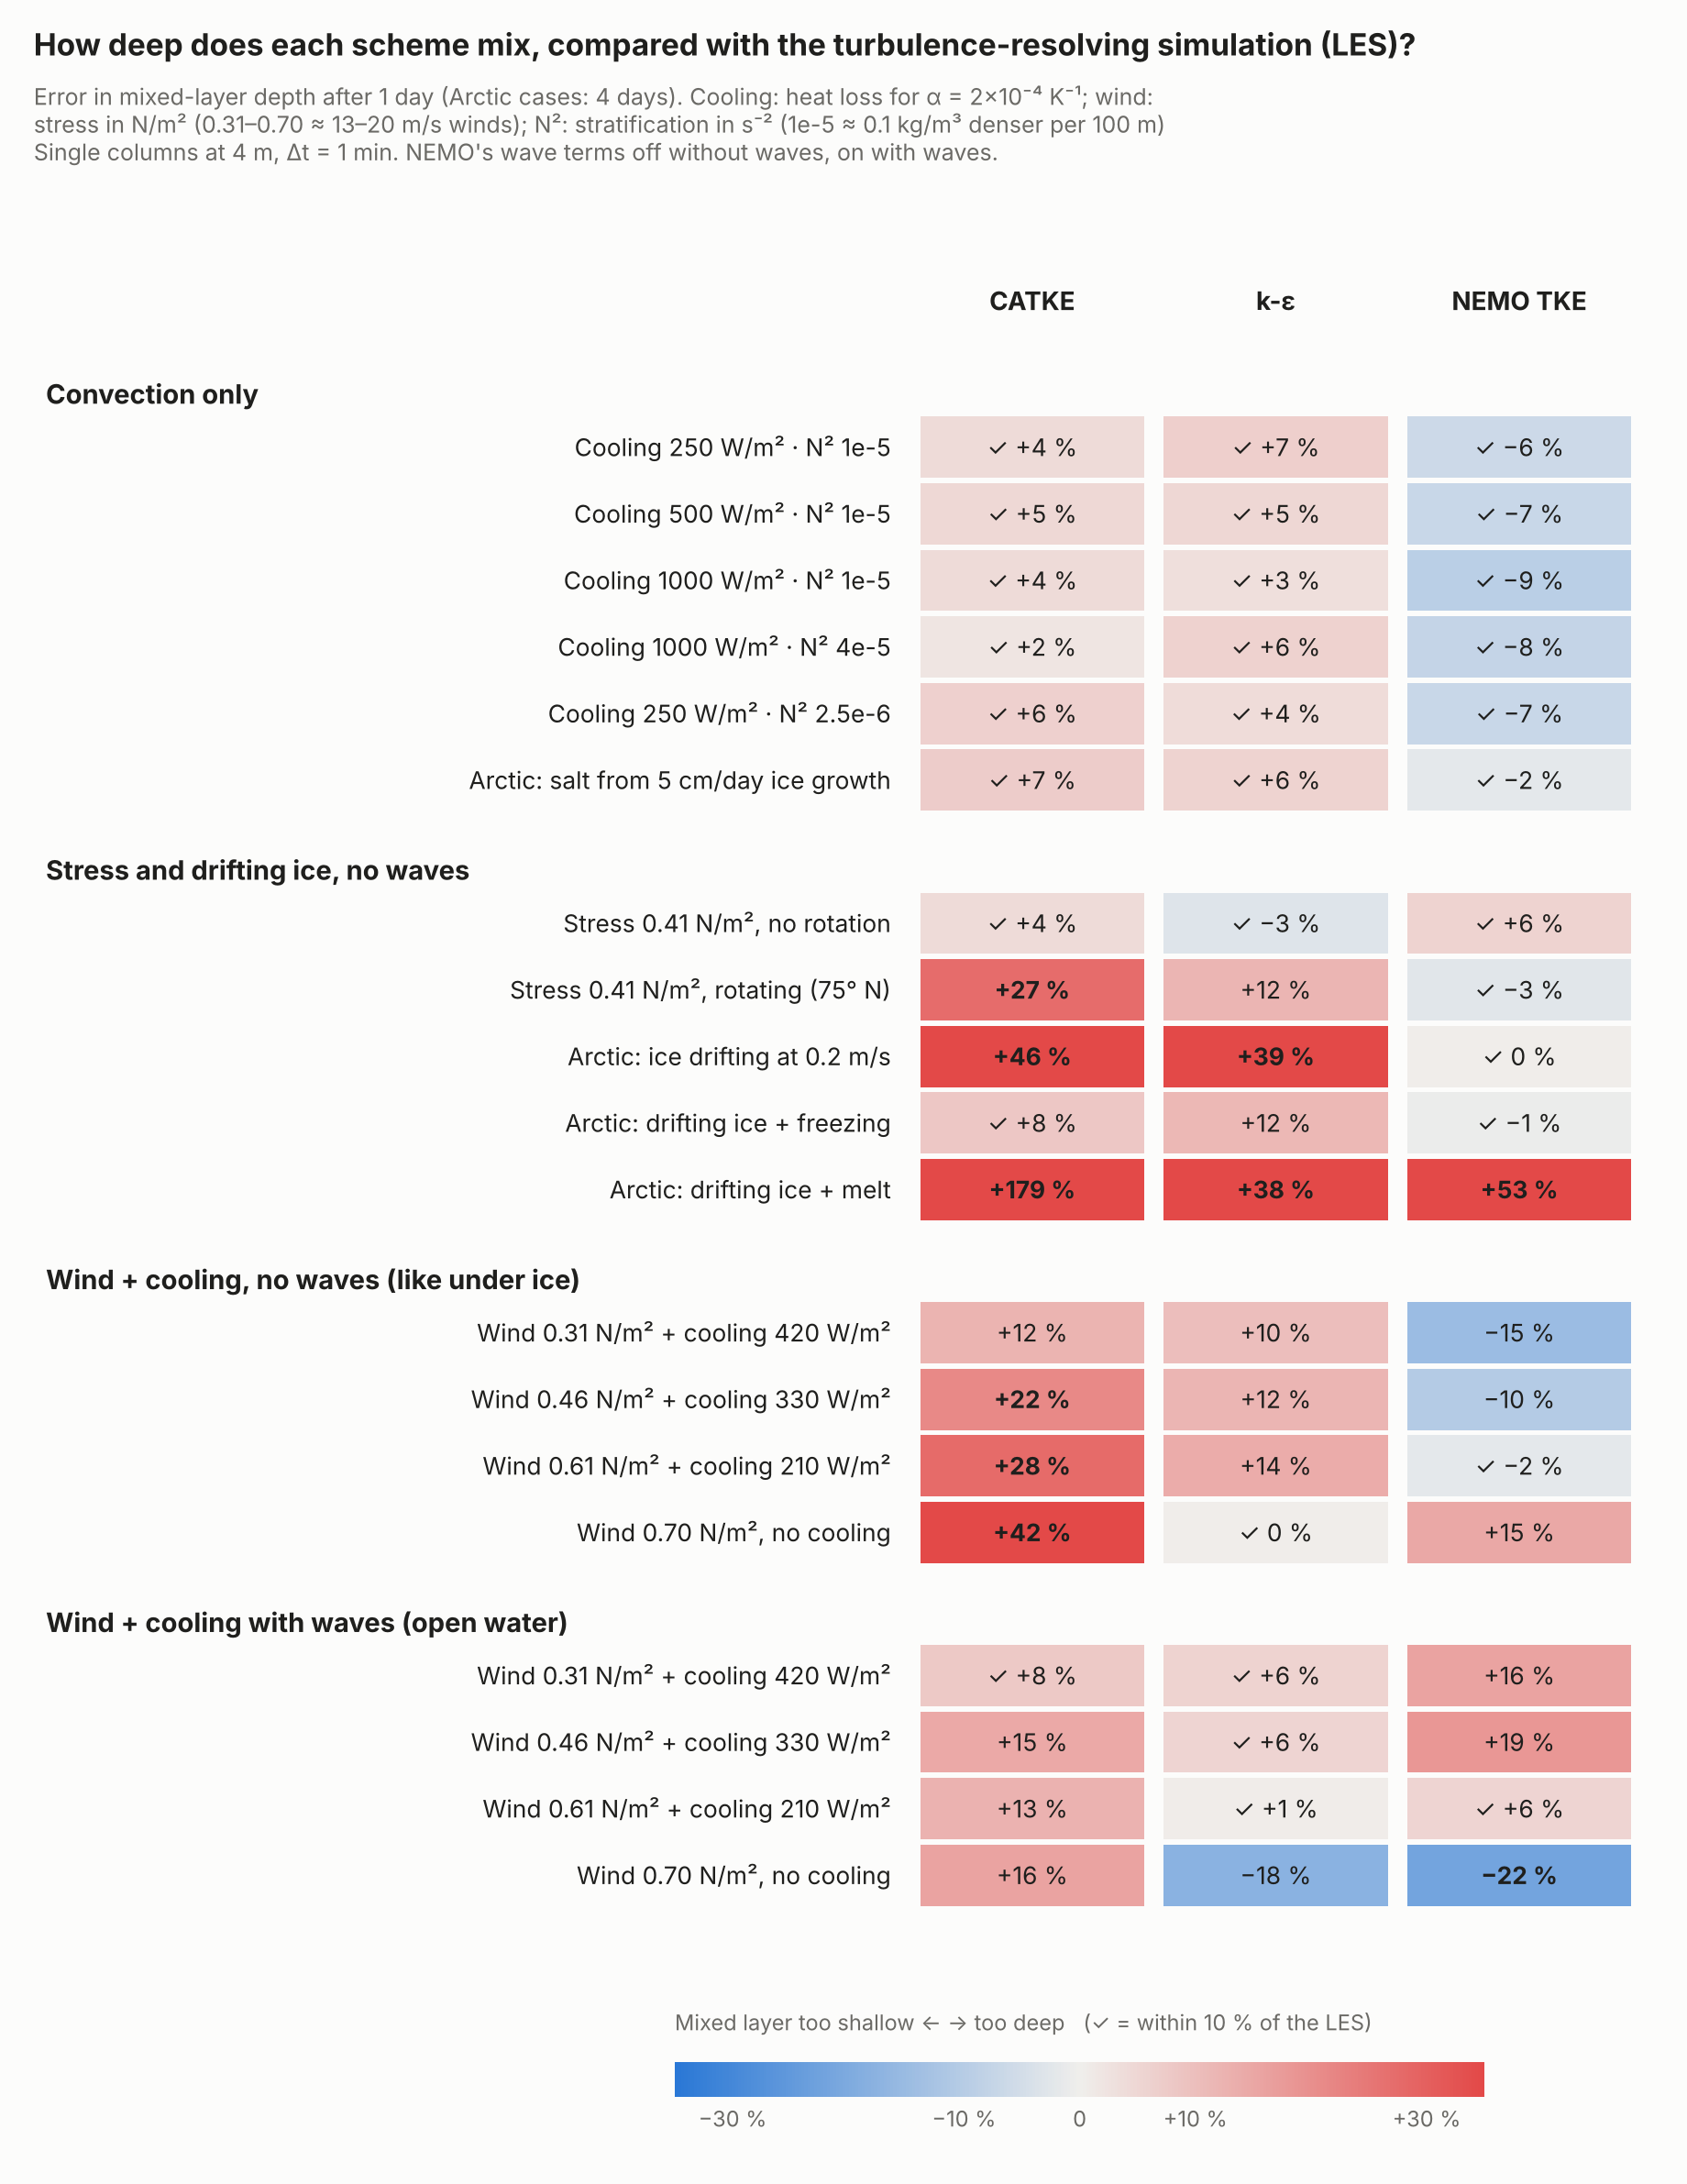 How deep does each scheme mix, compared with the turbulence-resolving simulation (LES)?
Error in mixed-layer depth after 1 day (Arctic cases: 4 days). Cooling: heat loss for α = 2×10⁻⁴ K⁻¹; wind:
stress in N/m² (0.31–0.70 ≈ 13–20 m/s winds); N²: stratification in s⁻² (1e-5 ≈ 0.1 kg/m³ denser per 100 m)
Single columns at 4 m, Δt = 1 min. NEMO's wave terms off without waves, on with waves.
CATKE k-ε NEMO TKE
Convection only
Cooling 250 W/m² · N² 1e-5 ✓ +4 % ✓ +7 % ✓ −6 %
Cooling 500 W/m² · N² 1e-5 ✓ +5 % ✓ +5 % ✓ −7 %
Cooling 1000 W/m² · N² 1e-5 ✓ +4 % ✓ +3 % ✓ −9 %
Cooling 1000 W/m² · N² 4e-5 ✓ +2 % ✓ +6 % ✓ −8 %
Cooling 250 W/m² · N² 2.5e-6 ✓ +6 % ✓ +4 % ✓ −7 %
Arctic: salt from 5 cm/day ice growth ✓ +7 % ✓ +6 % ✓ −2 %
Stress and drifting ice, no waves
Stress 0.41 N/m², no rotation ✓ +4 % ✓ −3 % ✓ +6 %
Stress 0.41 N/m², rotating (75° N) +27 % +12 % ✓ −3 %
Arctic: ice drifting at 0.2 m/s +46 % +39 % ✓ 0 %
Arctic: drifting ice + freezing ✓ +8 % +12 % ✓ −1 %
Arctic: drifting ice + melt +179 % +38 % +53 %
Wind + cooling, no waves (like under ice)
Wind 0.31 N/m² + cooling 420 W/m² +12 % +10 % −15 %
Wind 0.46 N/m² + cooling 330 W/m² +22 % +12 % −10 %
Wind 0.61 N/m² + cooling 210 W/m² +28 % +14 % ✓ −2 %
Wind 0.70 N/m², no cooling +42 % ✓ 0 % +15 %
Wind + cooling with waves (open water)
Wind 0.31 N/m² + cooling 420 W/m² ✓ +8 % ✓ +6 % +16 %
Wind 0.46 N/m² + cooling 330 W/m² +15 % ✓ +6 % +19 %
Wind 0.61 N/m² + cooling 210 W/m² +13 % ✓ +1 % ✓ +6 %
Wind 0.70 N/m², no cooling +16 % −18 % −22 %
Mixed layer too shallow ← → too deep (✓ = within 10 % of the LES)
−30 % −10 % 0 +10 % +30 %